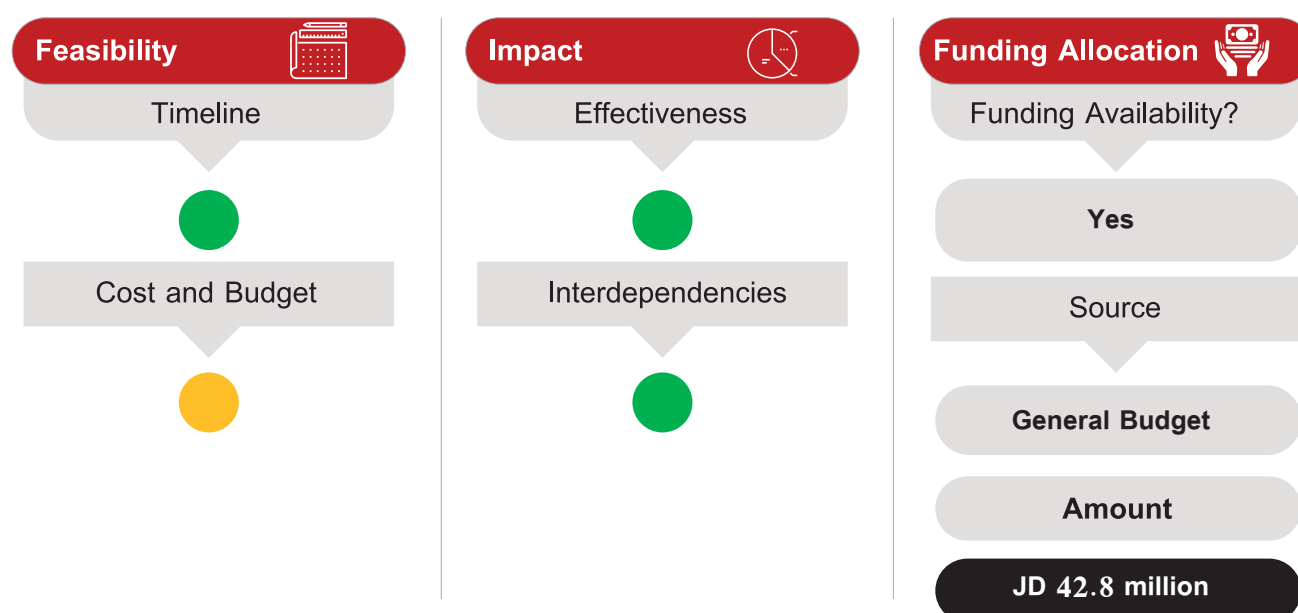 Feasibility
Timeline
Cost and Budget
Impact
Effectiveness
Interdependencies
Funding Allocation
Funding Availability?
Yes
Source
General Budget
Amount
JD 42.8 million